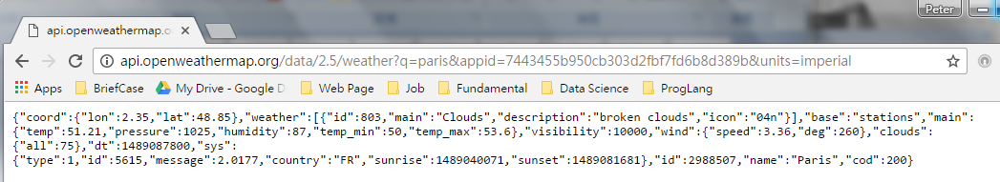 Peter
api.openweathermap.o
api.openweathermap.org/data/2.5/weather?q=paris&appid=7443455b950cb303d2fbf7fd6b8d389b&units=imperial
Apps BriefCase My Drive - Google D Web Page Job Fundamental Data Science ProgLang
{"coord":{"lon":2.35,"lat":48.85},"weather":[{"id":803,"main":"Clouds","description":"broken clouds","icon":"04n"}],"base":"stations","main":
{"temp":51.21,"pressure":1025,"humidity":87,"temp_min":50,"temp_max":53.6},"visibility":10000,"wind":{"speed":3.36,"deg":260},"clouds":
{"all":75},"dt":1489087800,"sys":
{"type":1,"id":5615,"message":2.0177,"country":"FR","sunrise":1489040071,"sunset":1489081681},"id":2988507,"name":"Paris","cod":200}